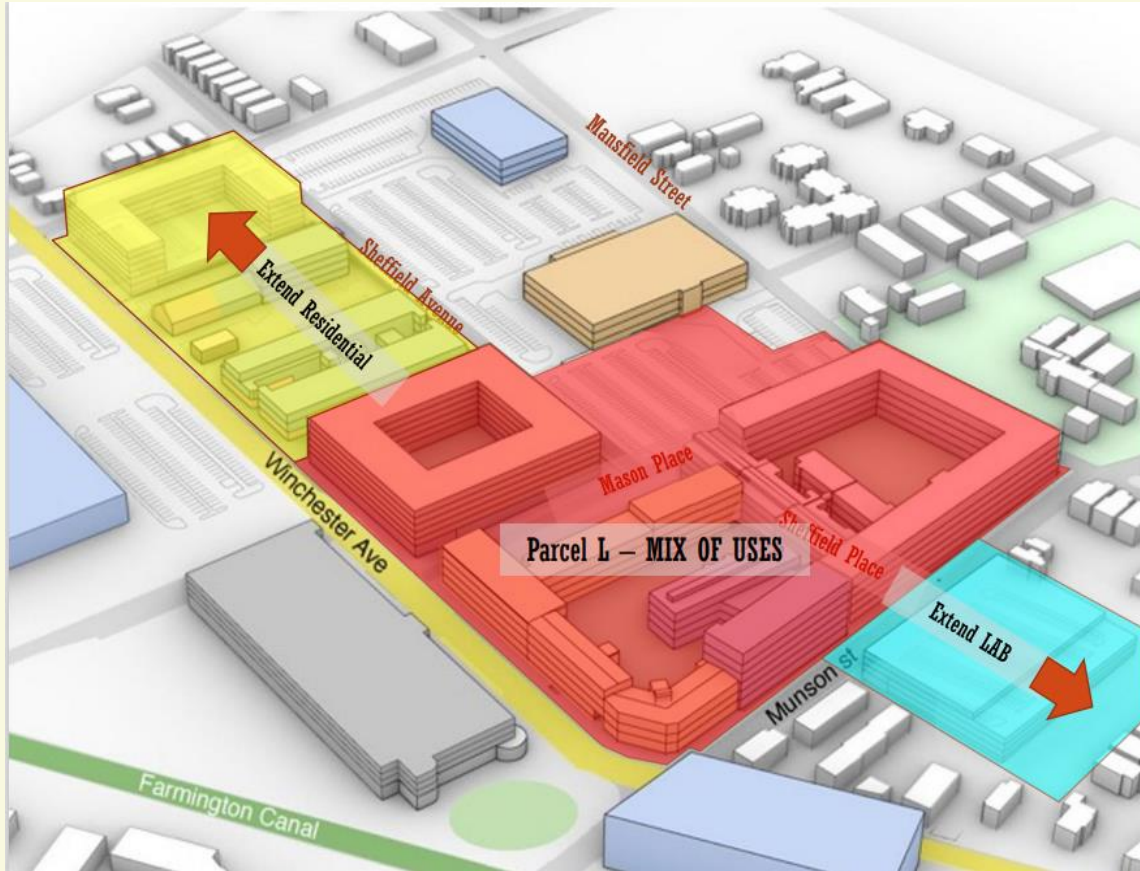 Mansfield Street
Sheffield Avenue
Extend Residential
Mason Place
Winchester Ave
Parcel L – MIX OF USES
Sheffield Place
Extend LAB
Munson st
Farmington Canal